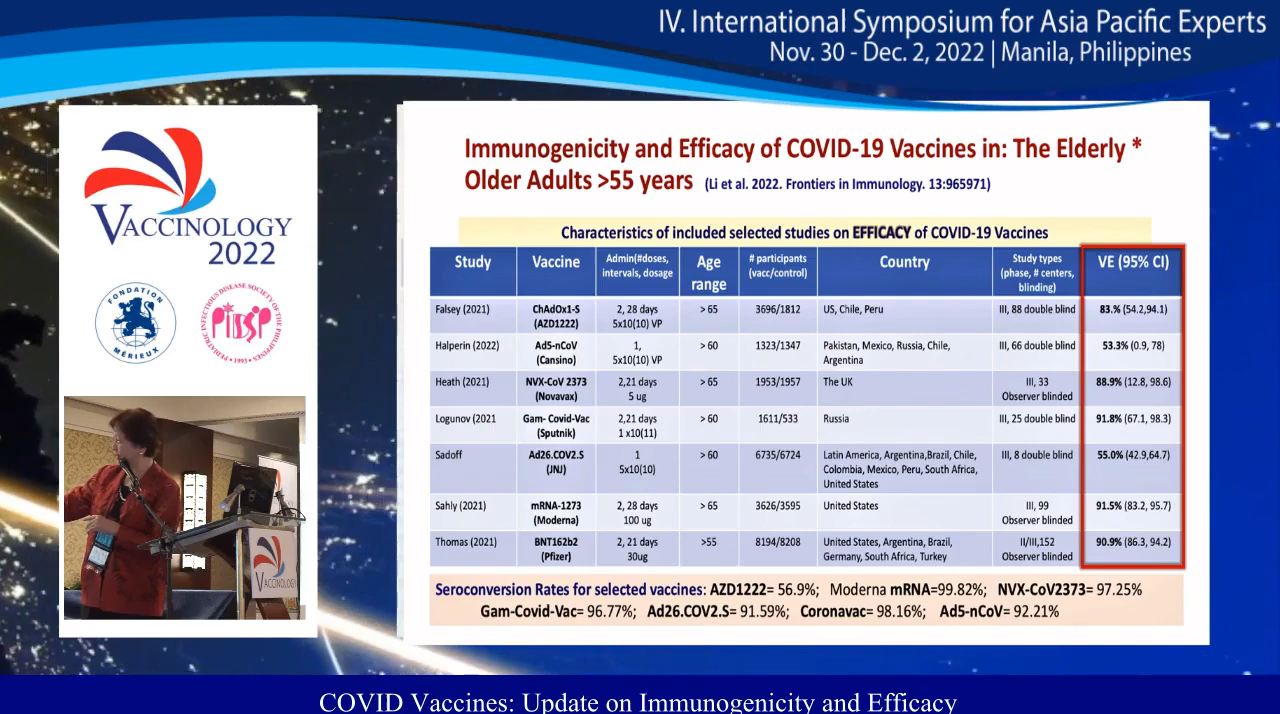 IV. International Symposium for Asia Pacific Experts
Nov. 30 - Dec. 2, 2022 | Manila, Philippines
VACCINOLOGY
2022
FONDATION
MÉRIEUX
PEDIATRIC INFECTIOUS DISEASE SOCIETY OF THE PHILIPPINES • 1993 •
PIDSP
VACCINOLOGY
Immunogenicity and Efficacy of COVID-19 Vaccines in: The Elderly *
Older Adults >55 years (Li et al. 2022. Frontiers in Immunology. 13:965971)
Characteristics of included selected studies on EFFICACY of COVID-19 Vaccines
Study Vaccine Admin(#doses, intervals, dosage Age range # participants (vacc/control) Country Study types (phase, # centers, blinding) VE (95% CI)
Falsey (2021) ChAdOx1-S (AZD1222) 2, 28 days 5x10(10) VP > 65 3696/1812 US, Chile, Peru III, 88 double blind 83.% (54.2,94.1)
Halperin (2022) Ad5-nCoV (Cansino) 1, 5x10(10) VP > 60 1323/1347 Pakistan, Mexico, Russia, Chile, Argentina III, 66 double blind 53.3% (0.9, 78)
Heath (2021) NVX-CoV 2373 (Novavax) 2,21 days 5 ug > 65 1953/1957 The UK III, 33 Observer blinded 88.9% (12.8, 98.6)
Logunov (2021 Gam- Covid-Vac (Sputnik) 2,21 days 1 x10(11) > 60 1611/533 Russia III, 25 double blind 91.8% (67.1, 98.3)
Sadoff Ad26.COV2.S (JNJ) 1 5x10(10) > 60 6735/6724 Latin America, Argentina,Brazil, Chile, Colombia, Mexico, Peru, South Africa, United States III, 8 double blind 55.0% (42.9,64.7)
Sahly (2021) mRNA-1273 (Moderna) 2, 28 days 100 ug > 65 3626/3595 United States III, 99 Observer blinded 91.5% (83.2, 95.7)
Thomas (2021) BNT162b2 (Pfizer) 2, 21 days 30ug >55 8194/8208 United States, Argentina, Brazil, Germany, South Africa, Turkey II/III,152 Observer blinded 90.9% (86.3, 94.2)
Seroconversion Rates for selected vaccines: AZD1222= 56.9%; Moderna mRNA=99.82%; NVX-CoV2373= 97.25%
Gam-Covid-Vac= 96.77%; Ad26.COV2.S= 91.59%; Coronavac= 98.16%; Ad5-nCoV= 92.21%
COVID Vaccines: Update on Immunogenicity and Efficacy